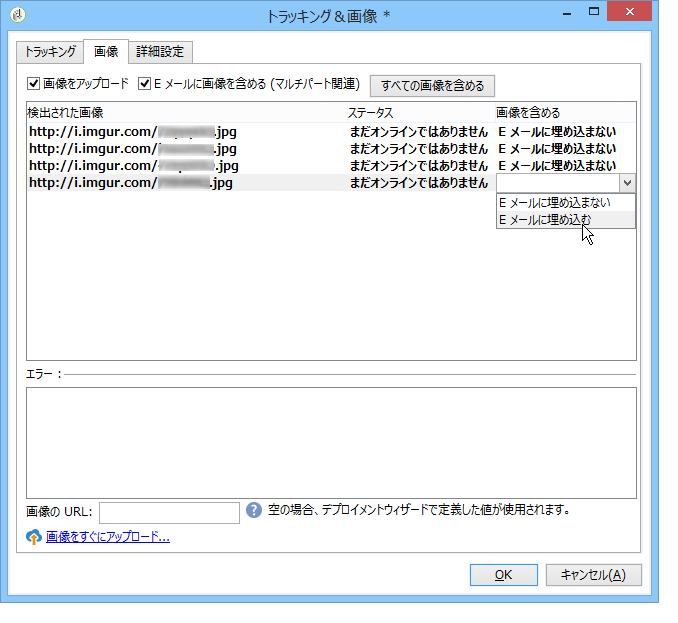 トラッキング＆画像 *
トラッキング 画像 詳細設定
画像をアップロード E メールに画像を含める (マルチパート関連) すべての画像を含める
検出された画像 ステータス 画像を含める
http://i.imgur.com/ .jpg まだオンラインではありません E メールに埋め込まない
http://i.imgur.com/ .jpg まだオンラインではありません E メールに埋め込まない
http://i.imgur.com/ .jpg まだオンラインではありません E メールに埋め込まない
http://i.imgur.com/ .jpg まだオンラインではありません
E メールに埋め込まない
E メールに埋め込む
エラー :
画像の URL: ? 空の場合、デプロイメントウィザードで定義した値が使用されます。
画像をすぐにアップロード...
OK キャンセル(A)